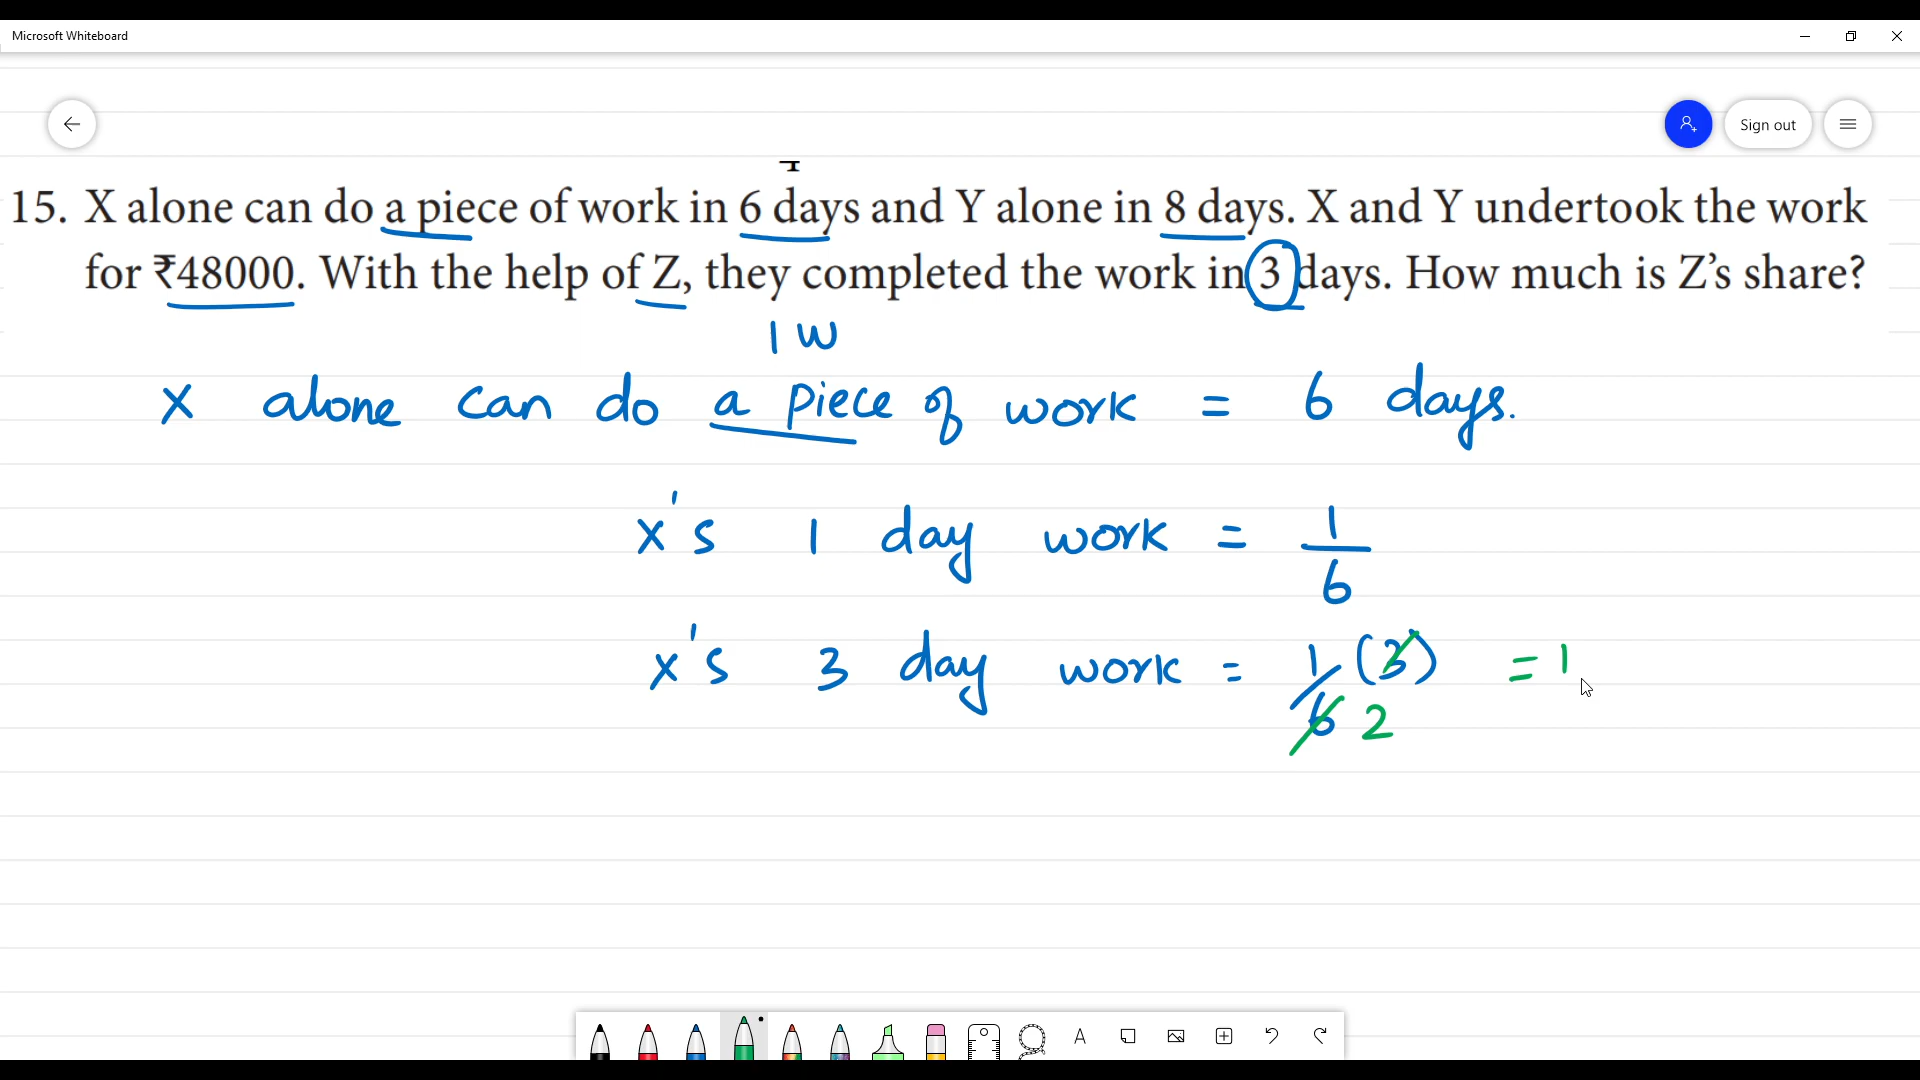 Microsoft Whiteboard
Sign out
15. X alone can do a piece of work in 6 days and Y alone in 8 days. X and Y undertook the work
for ₹48000. With the help of Z, they completed the work in 3 days. How much is Z’s share?
1 W
X alone can do a piece of work = 6 days.
X's 1 day work = 1/6
X's 3 day work = 1/6 (3) = 1
2
A